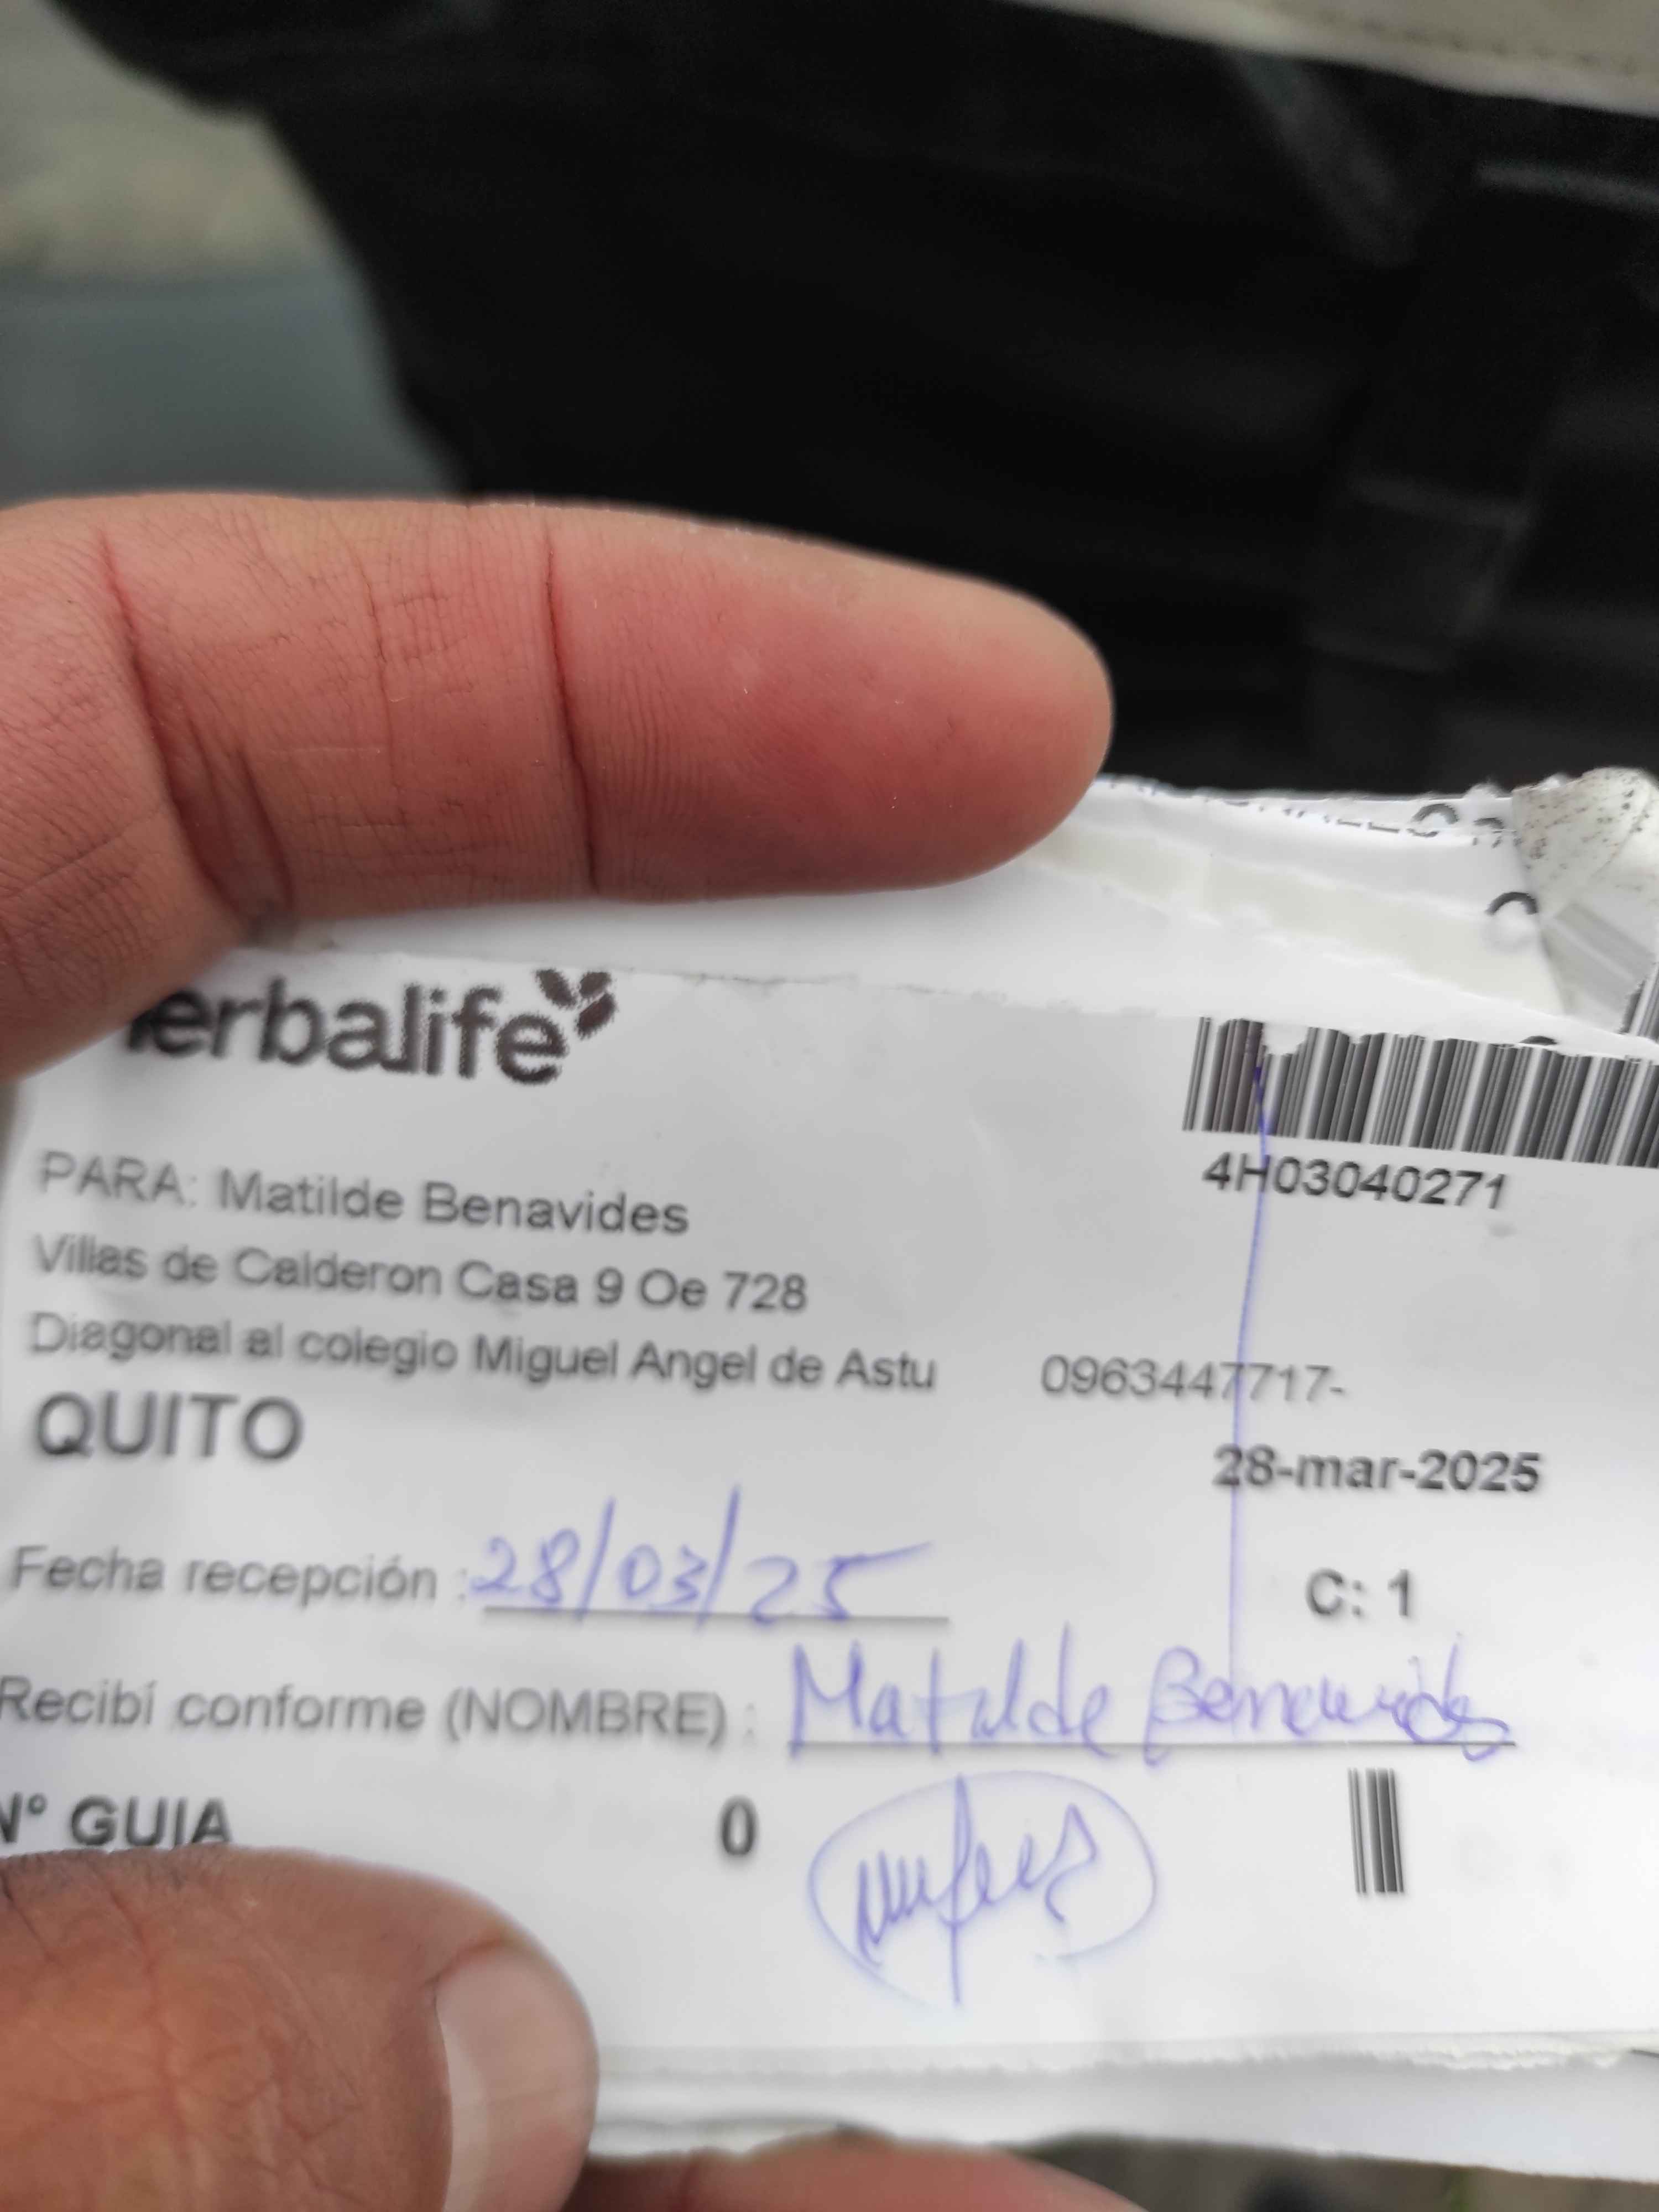 erbalife
4H03040271
PARA: Matilde Benavides
Villas de Calderon Casa 9 Oe 728
Diagonal al colegio Miguel Angel de Astu 0963447717-
QUITO
28-mar-2025
Fecha recepción : 28/03/25
C: 1
Recibí conforme (NOMBRE) : Matilde Benavides
N° GUIA 0